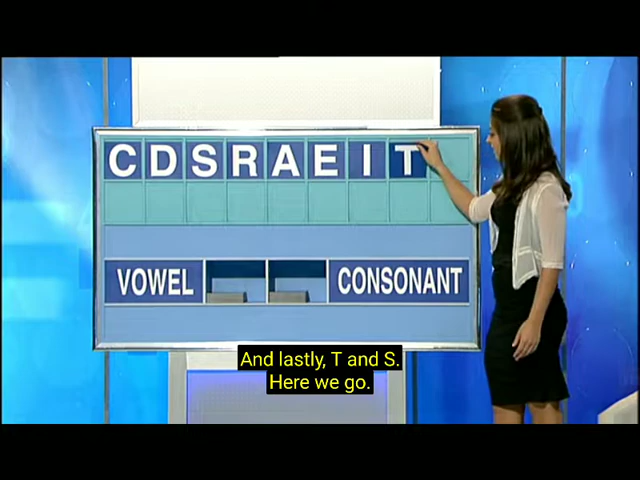 CDSRAEIT
VOWEL CONSONANT
And lastly, T and S.
Here we go.